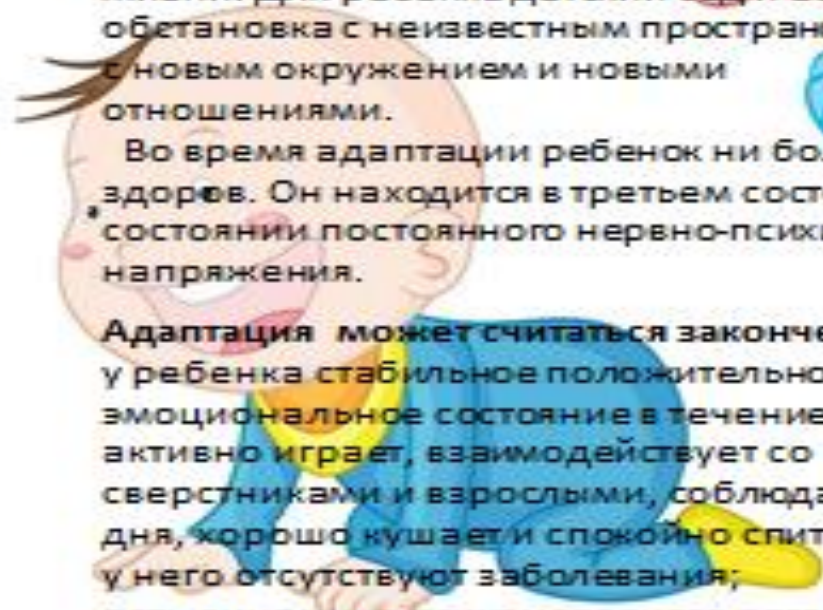 обстановка с неизвестным простран
с новым окружением и новыми
отношениями.
Во время адаптации ребенок ни бо
здоров. Он находится в третьем сост
состоянии постоянного нервно-психи
напряжения.
Адаптация может считаться законче
у ребенка стабильное положительно
эмоциональное состояние в течение
активно играет, взаимодействует со
сверстниками и взрослыми, соблюда
дня, хорошо кушает и спокойно спит
у него отсутствуют заболевания;